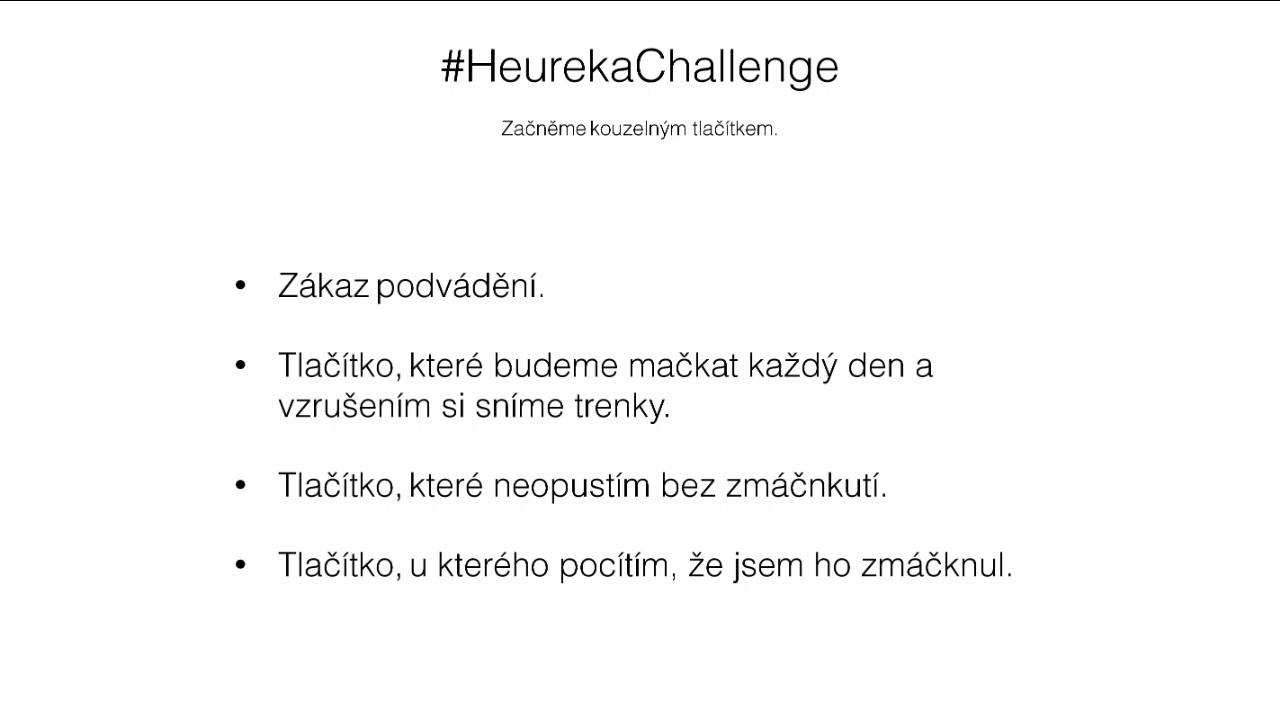 #HeurekaChallenge
Začněme kouzelným tlačítkem.
• Zákaz podvádění.
• Tlačítko, které budeme mačkat každý den a
vzrušením si sníme trenky.
• Tlačítko, které neopustím bez zmáčnkutí.
• Tlačítko, u kterého pocítím, že jsem ho zmáčknul.